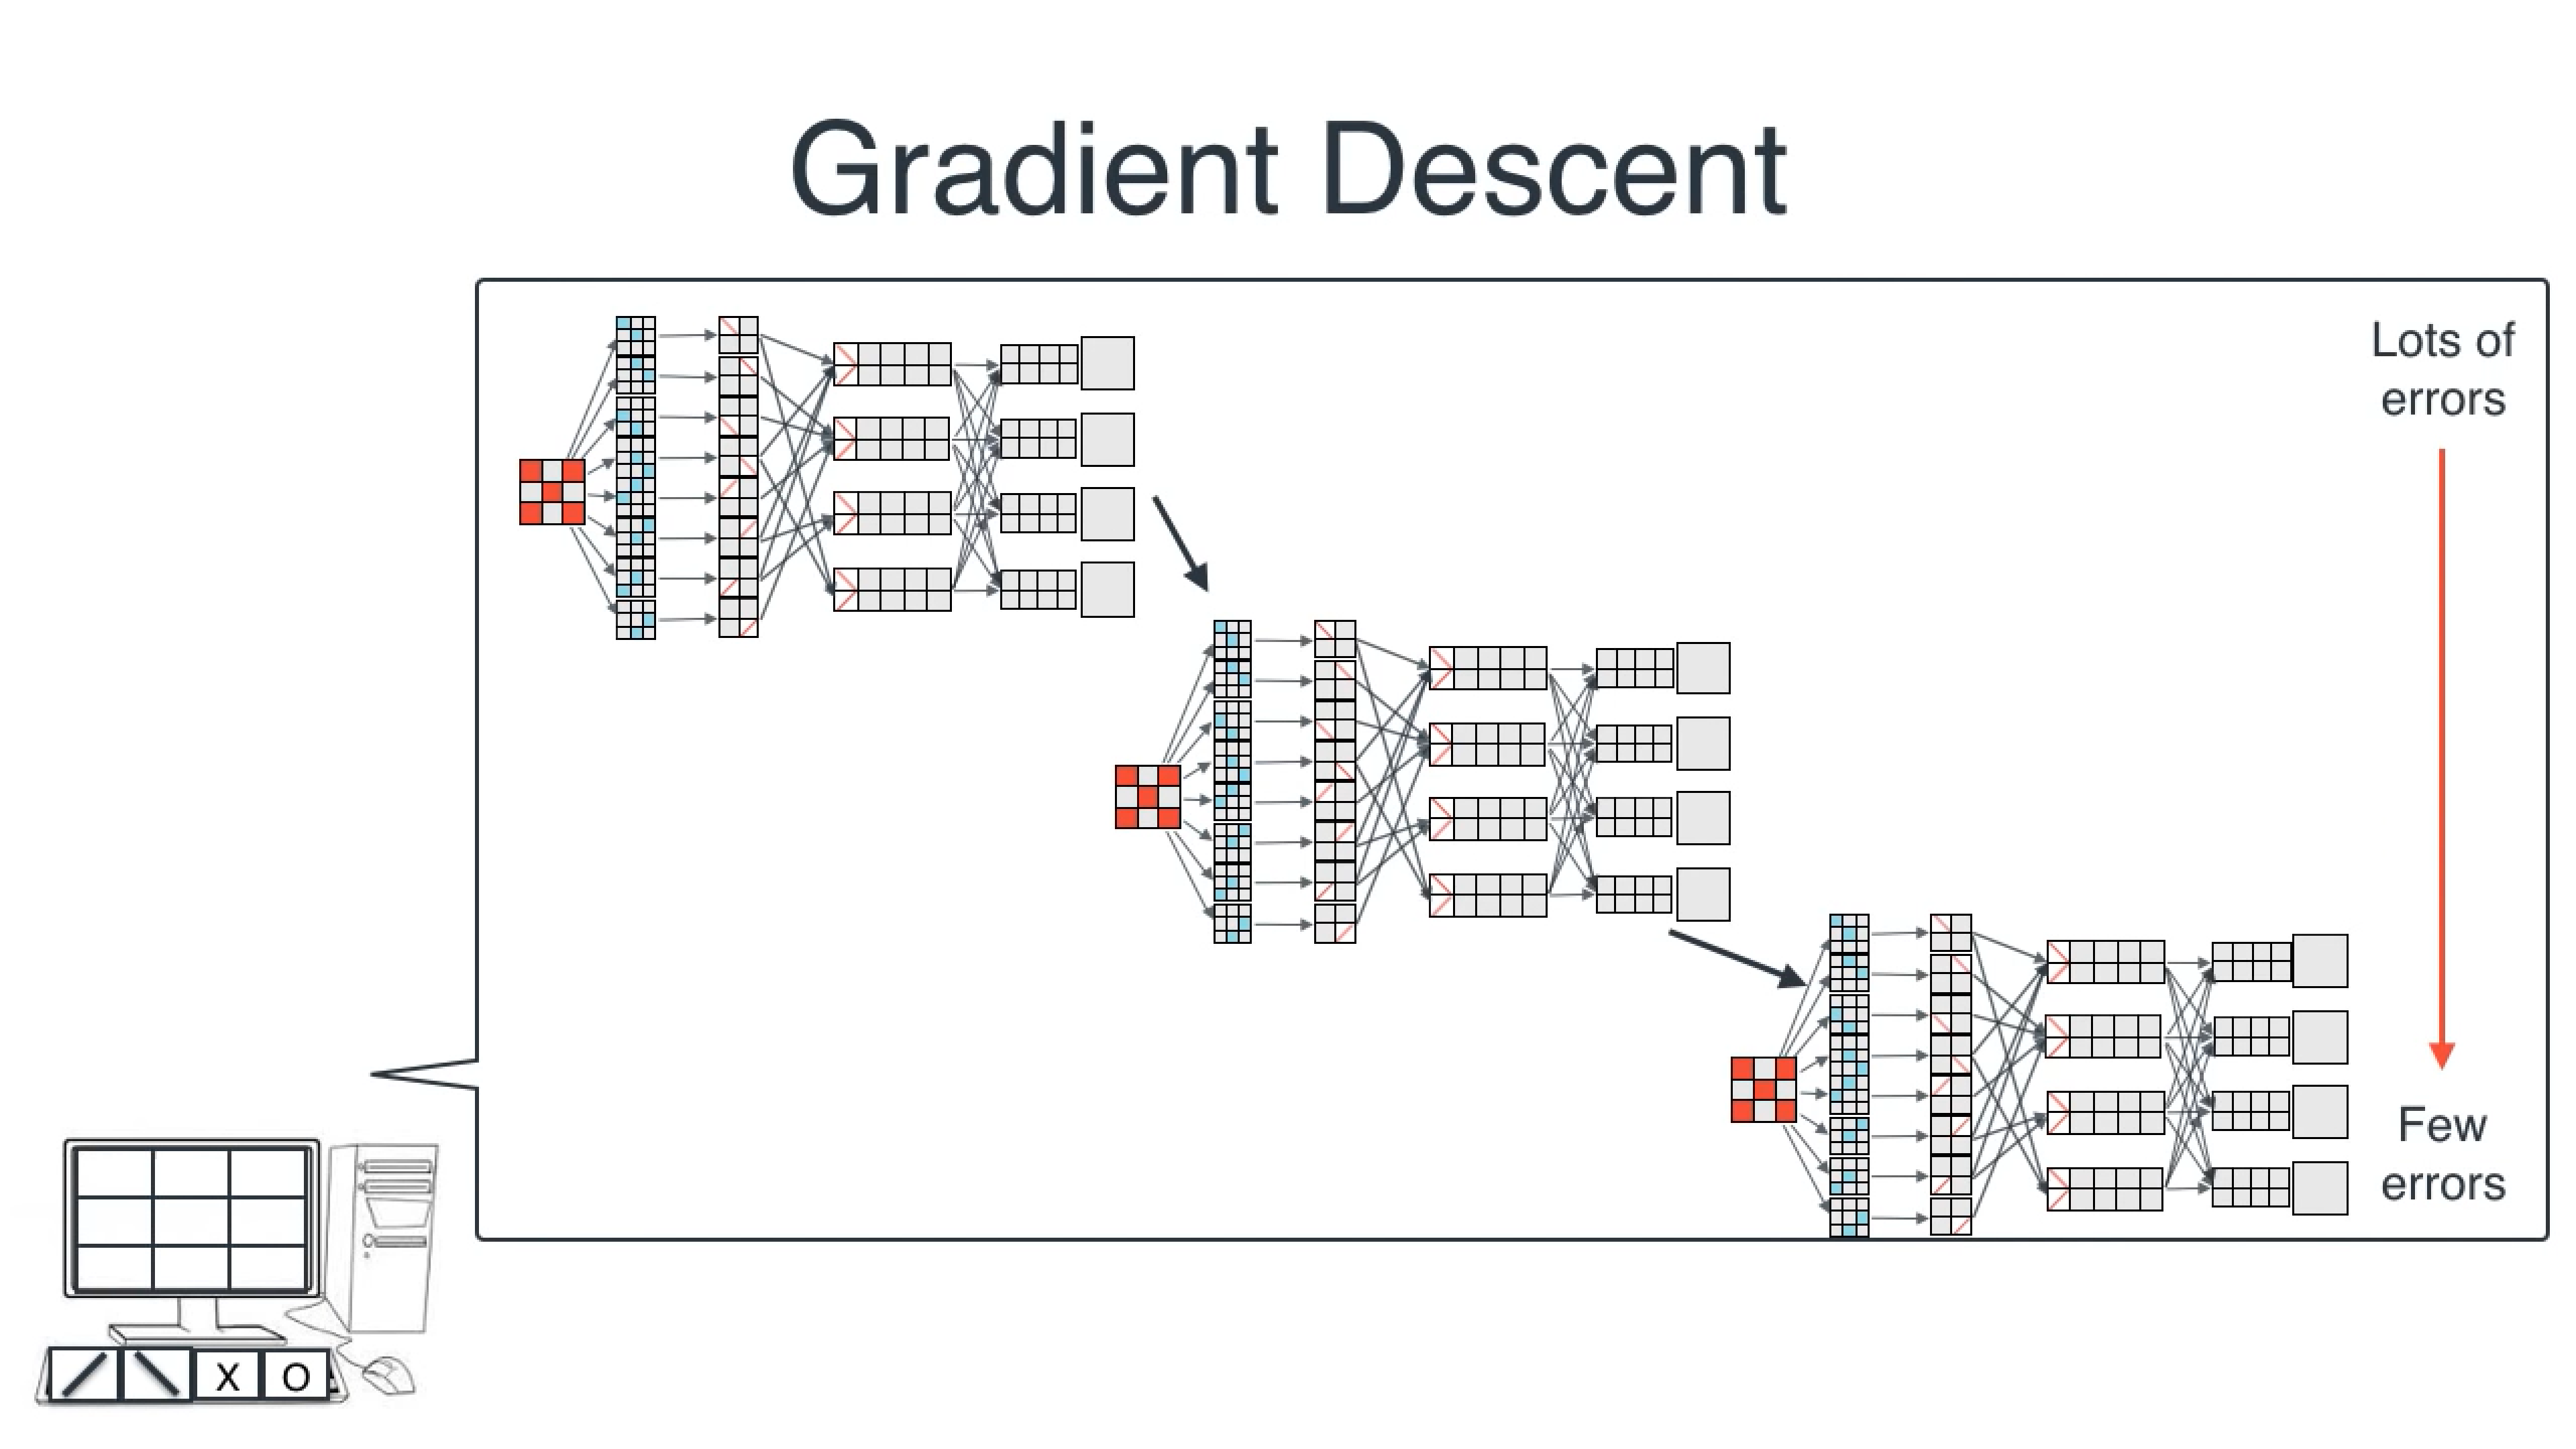 Gradient Descent
Lots of
errors
Few
errors
X O